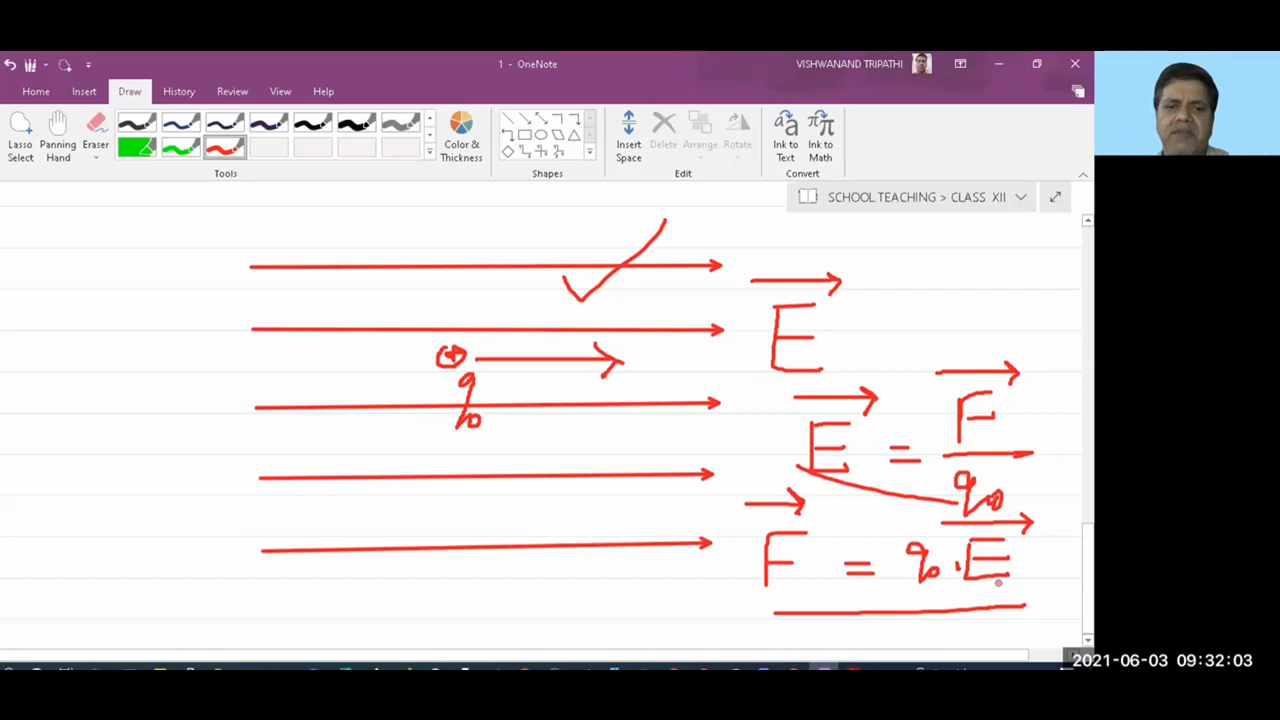 1 - OneNote
VISHWANAND TRIPATHI
Home Insert Draw History Review View Help
Lasso Select
Panning Hand
Eraser
Color & Thickness
Insert Space
Delete
Arrange
Rotate
Ink to Text
Ink to Math
Tools
Shapes
Edit
Convert
SCHOOL TEACHING > CLASS XII
E
+
q₀
E = F / q₀
F = q₀ . E
2021-06-03 09:32:03